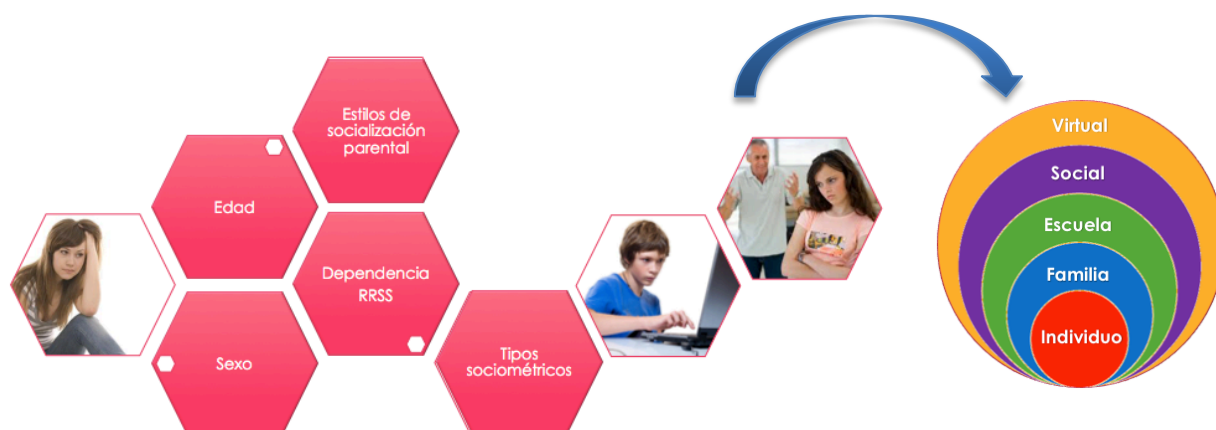 Estilos de
socialización
parental
Edad
Dependencia
RRSS
Sexo
Tipos
sociométricos
Virtual
Social
Escuela
Familia
Individuo